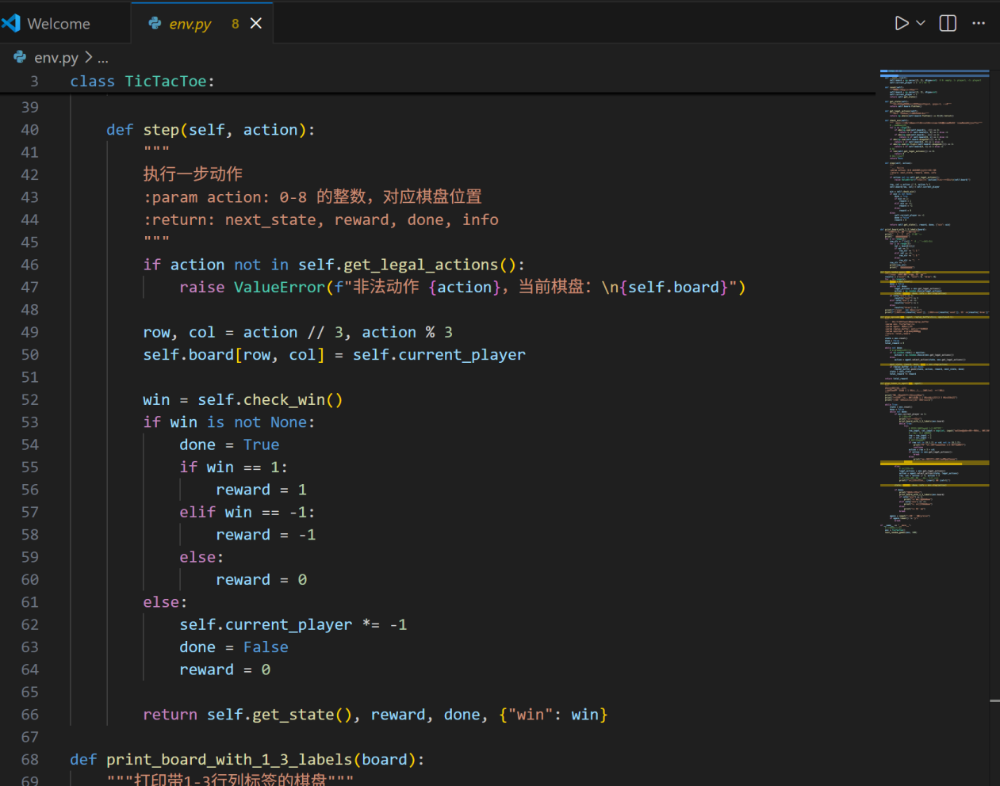 Welcome
env.py 8
env.py > ...
3 class TicTacToe:
39
40 def step(self, action):
41 """
42 执行一步动作
43 :param action: 0-8 的整数，对应棋盘位置
44 :return: next_state, reward, done, info
45 """
46 if action not in self.get_legal_actions():
47 raise ValueError(f"非法动作 {action}，当前棋盘：\n{self.board}")
48
49 row, col = action // 3, action % 3
50 self.board[row, col] = self.current_player
51
52 win = self.check_win()
53 if win is not None:
54 done = True
55 if win == 1:
56 reward = 1
57 elif win == -1:
58 reward = -1
59 else:
60 reward = 0
61 else:
62 self.current_player *= -1
63 done = False
64 reward = 0
65
66 return self.get_state(), reward, done, {"win": win}
67
68 def print_board_with_1_3_labels(board):
69 """打印带1-3行列标签的棋盘"""